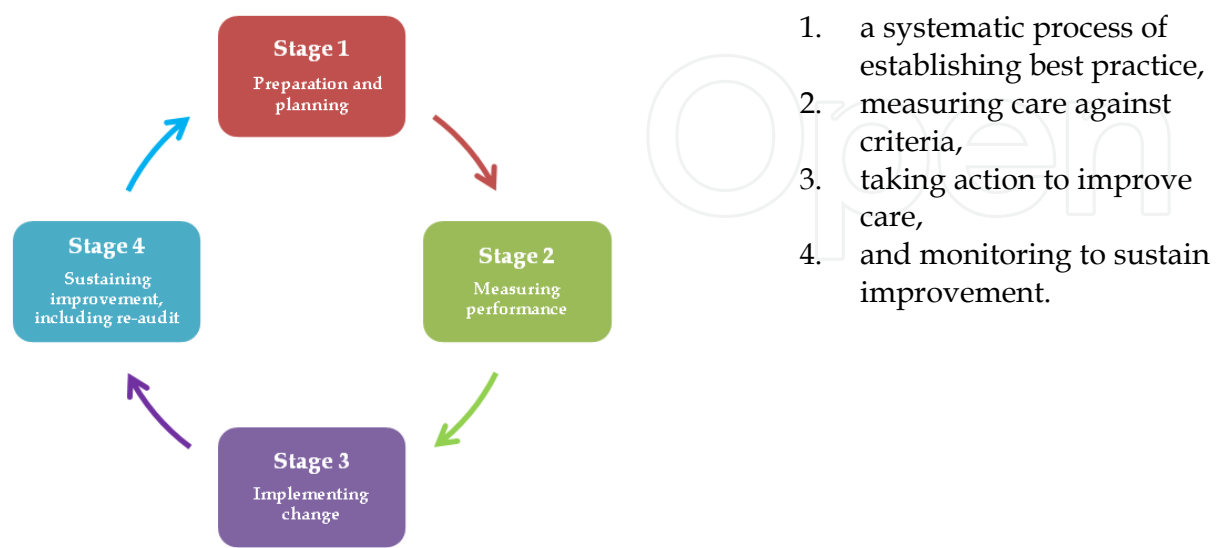 Stage 1
Preparation and
planning
Stage 2
Measuring
performance
Stage 3
Implementing
change
Stage 4
Sustaining
improvement,
including re-audit
1. a systematic process of
establishing best practice,
2. measuring care against
criteria,
3. taking action to improve
care,
4. and monitoring to sustain
improvement.
Open